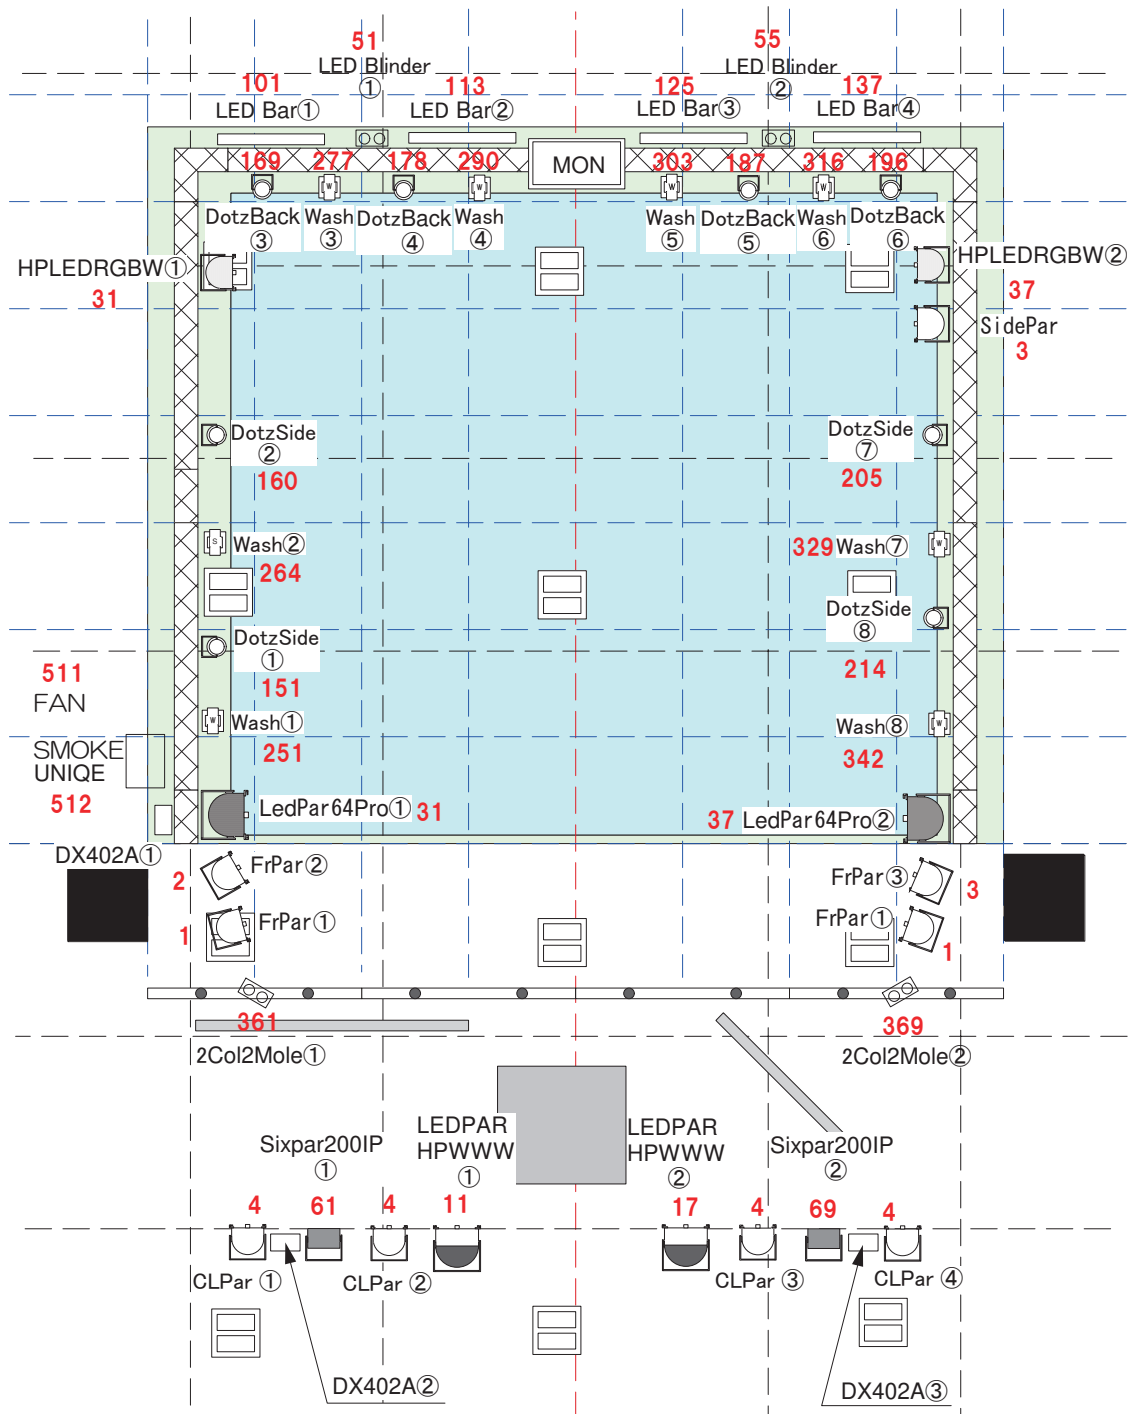 51
LED Blinder
①
55
LED Blinder
②
101
LED Bar①
113
LED Bar②
125
LED Bar③
137
LED Bar④
MON
169
277
178
290
303
187
316
196
DotzBack
③
Wash
③
DotzBack
④
Wash
④
Wash
⑤
DotzBack
⑤
Wash
⑥
DotzBack
⑥
W
W
W
W
HPLEDRGBW①
31
HPLEDRGBW②
37
SidePar
3
DotzSide
②
160
DotzSide
⑦
205
S
Wash②
264
329 Wash⑦
W
DotzSide
①
151
DotzSide
⑧
214
511
FAN
W
Wash①
251
Wash⑧
W
342
SMOKE
UNIQE
512
LedPar64Pro① 31
37 LedPar64Pro②
DX402A①
2
FrPar②
FrPar③
3
1
FrPar①
FrPar①
1
361
2Col2Mole①
369
2Col2Mole②
Sixpar200IP
①
LEDPAR
HPWWW
①
LEDPAR
HPWWW
②
Sixpar200IP
②
4
61
4
11
17
4
69
4
CLPar ①
CLPar ②
CLPar ③
CLPar ④
DX402A②
DX402A③